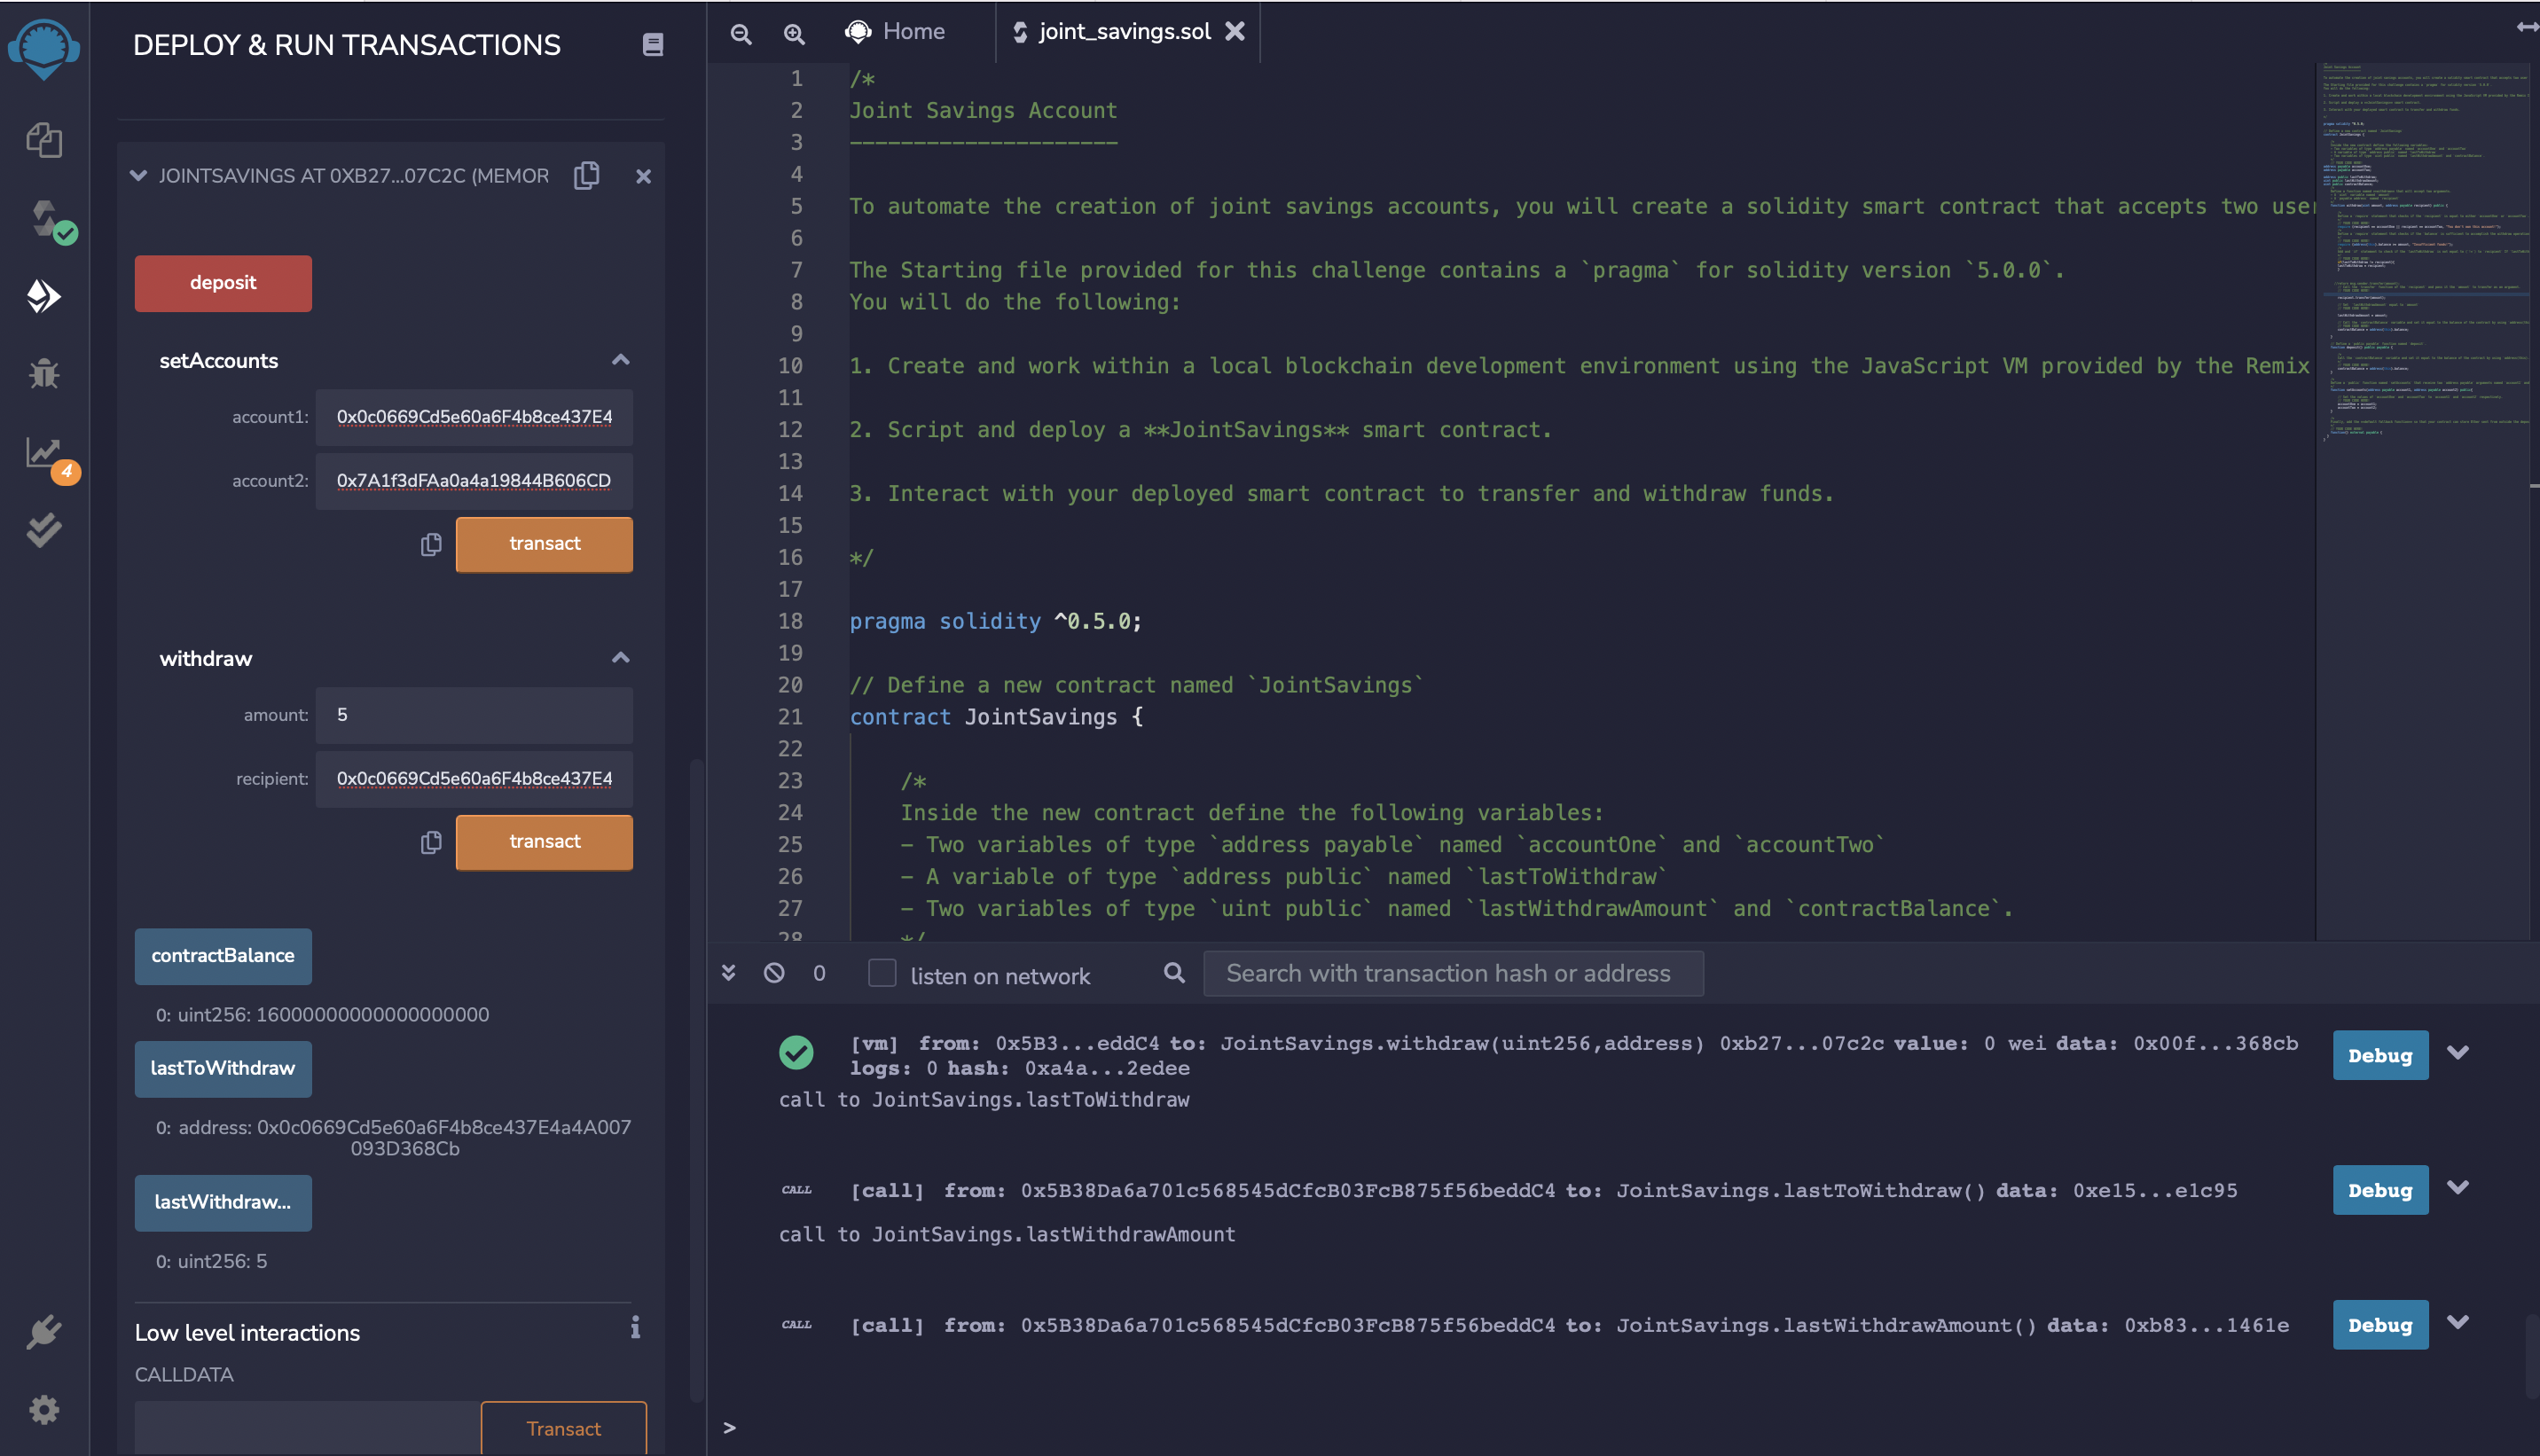 DEPLOY & RUN TRANSACTIONS
JOINTSAVINGS AT 0XB27...07C2C (MEMOR
deposit
setAccounts
account1: 0x0c0669Cd5e60a6F4b8ce437E4
account2: 0x7A1f3dFAa0a4a19844B606CD
transact
withdraw
amount: 5
recipient: 0x0c0669Cd5e60a6F4b8ce437E4
transact
contractBalance
0: uint256: 16000000000000000000
lastToWithdraw
0: address: 0x0c0669Cd5e60a6F4b8ce437E4a4A007
093D368Cb
lastWithdraw...
0: uint256: 5
Low level interactions
i
CALLDATA
Transact
4
Home
joint_savings.sol
1 /*
2 Joint Savings Account
3 ---------------------
4
5 To automate the creation of joint savings accounts, you will create a solidity smart contract that accepts two user
6
7 The Starting file provided for this challenge contains a `pragma` for solidity version `5.0.0`.
8 You will do the following:
9
10 1. Create and work within a local blockchain development environment using the JavaScript VM provided by the Remix
11
12 2. Script and deploy a **JointSavings** smart contract.
13
14 3. Interact with your deployed smart contract to transfer and withdraw funds.
15
16 */
17
18 pragma solidity ^0.5.0;
19
20 // Define a new contract named `JointSavings`
21 contract JointSavings {
22
23 /*
24 Inside the new contract define the following variables:
25 - Two variables of type `address payable` named `accountOne` and `accountTwo`
26 - A variable of type `address public` named `lastToWithdraw`
27 - Two variables of type `uint public` named `lastWithdrawAmount` and `contractBalance`.
28 */
0 listen on network Search with transaction hash or address
[vm] from: 0x5B3...eddC4 to: JointSavings.withdraw(uint256,address) 0xb27...07c2c value: 0 wei data: 0x00f...368cb
logs: 0 hash: 0xa4a...2edee
Debug
call to JointSavings.lastToWithdraw
CALL [call] from: 0x5B38Da6a701c568545dCfcB03FcB875f56beddC4 to: JointSavings.lastToWithdraw() data: 0xe15...e1c95
Debug
call to JointSavings.lastWithdrawAmount
CALL [call] from: 0x5B38Da6a701c568545dCfcB03FcB875f56beddC4 to: JointSavings.lastWithdrawAmount() data: 0xb83...1461e
Debug
>